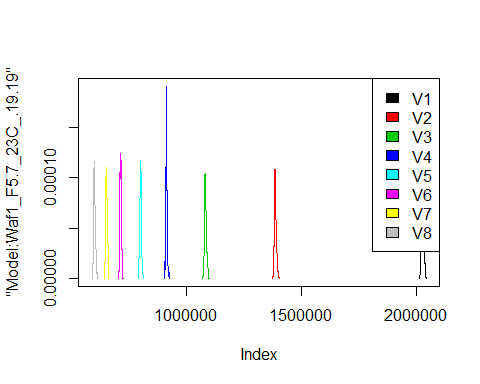 "Model:Waf1_F5.7_23C_.19.19"
0.00010
0.00000
V1
V2
V3
V4
V5
V6
V7
V8
1000000
1500000
2000000
Index